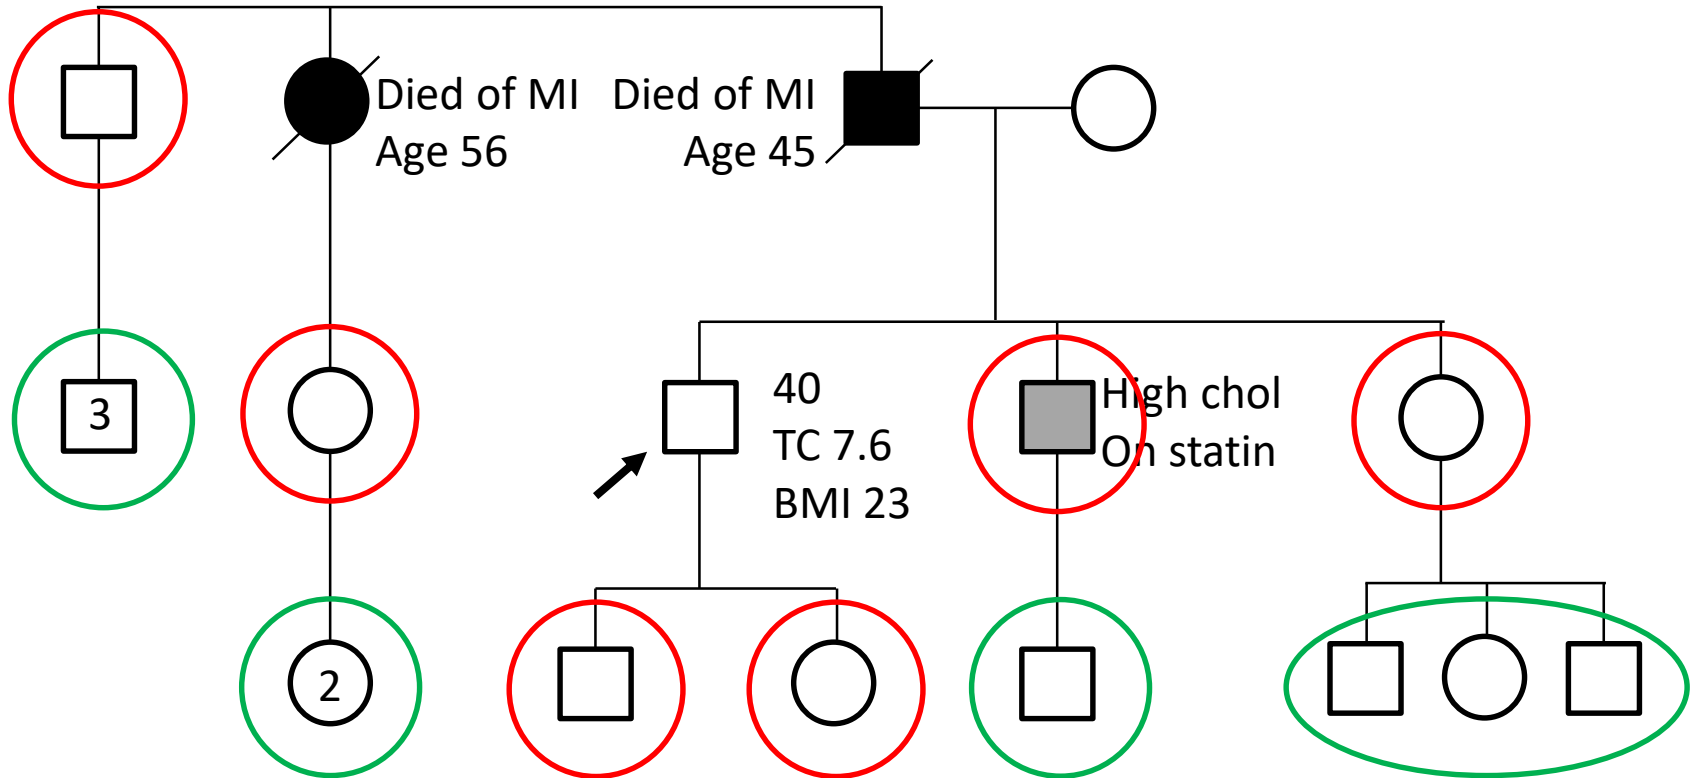 Died of MI
Age 56
Died of MI
Age 45
3
40
TC 7.6
BMI 23
High chol
On statin
2